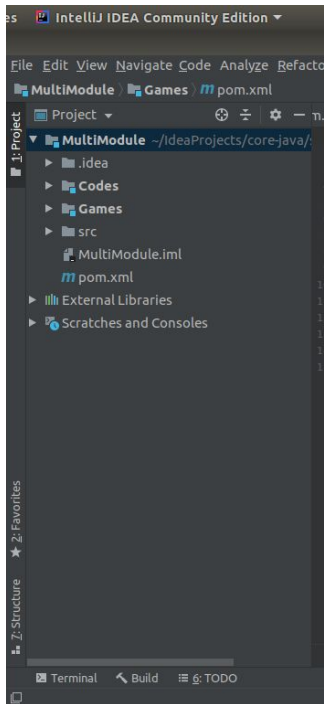 es IntelliJ IDEA Community Edition
File Edit View Navigate Code Analyze Refacto
MultiModule Games m pom.xml
1: Project
Project
MultiModule ~/IdeaProjects/core-java/
.idea
Codes
Games
src
MultiModule.iml
m pom.xml
External Libraries
Scratches and Consoles
2: Favorites
Z: Structure
Terminal Build 6: TODO